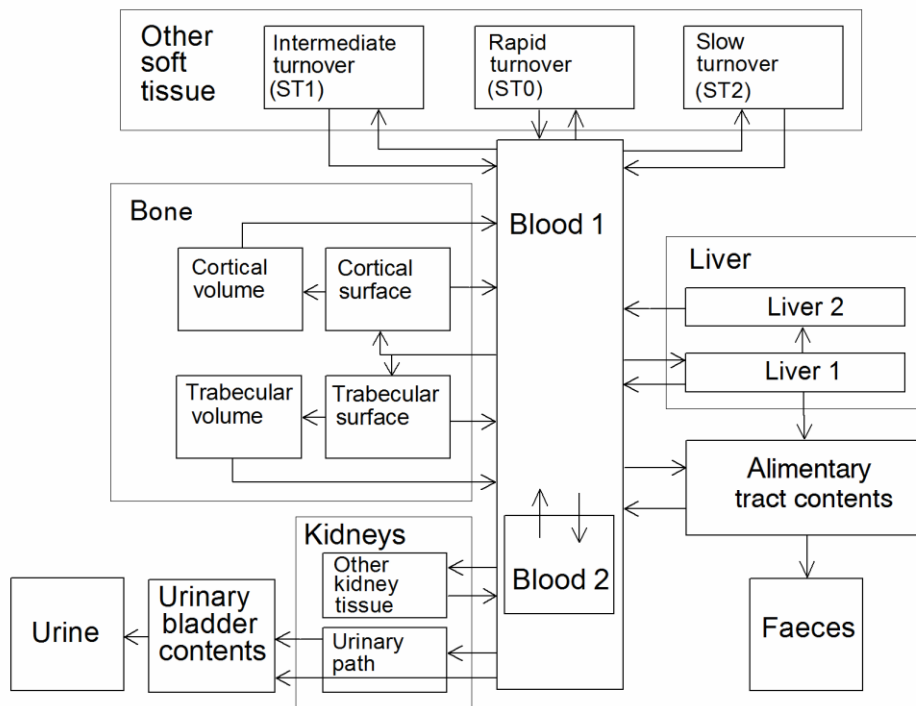 Other
soft
tissue
Intermediate
turnover
(ST1)
Rapid
turnover
(ST0)
Slow
turnover
(ST2)
Bone
Blood 1
Cortical
volume
Cortical
surface
Trabecular
volume
Trabecular
surface
Liver
Liver 2
Liver 1
Alimentary
tract contents
Kidneys
Other
kidney
tissue
Blood 2
Urine
Urinary
bladder
contents
Urinary
path
Faeces